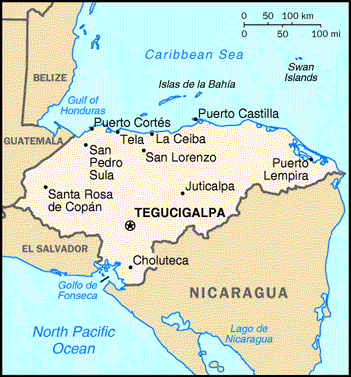 0 50 100 km
0 50 100 mi
Caribbean Sea
BELIZE
Swan
Islands
Islas de la Bahía
Gulf of
Honduras
Puerto Cortés
Puerto Castilla
Tela
La Ceiba
GUATEMALA
San
Pedro
Sula
San Lorenzo
Puerto
Lempira
Santa Rosa
de Copán
Juticalpa
TEGUCIGALPA
EL SALVADOR
Choluteca
Golfo de
Fonseca
NICARAGUA
North Pacific
Ocean
Lago de
Nicaragua